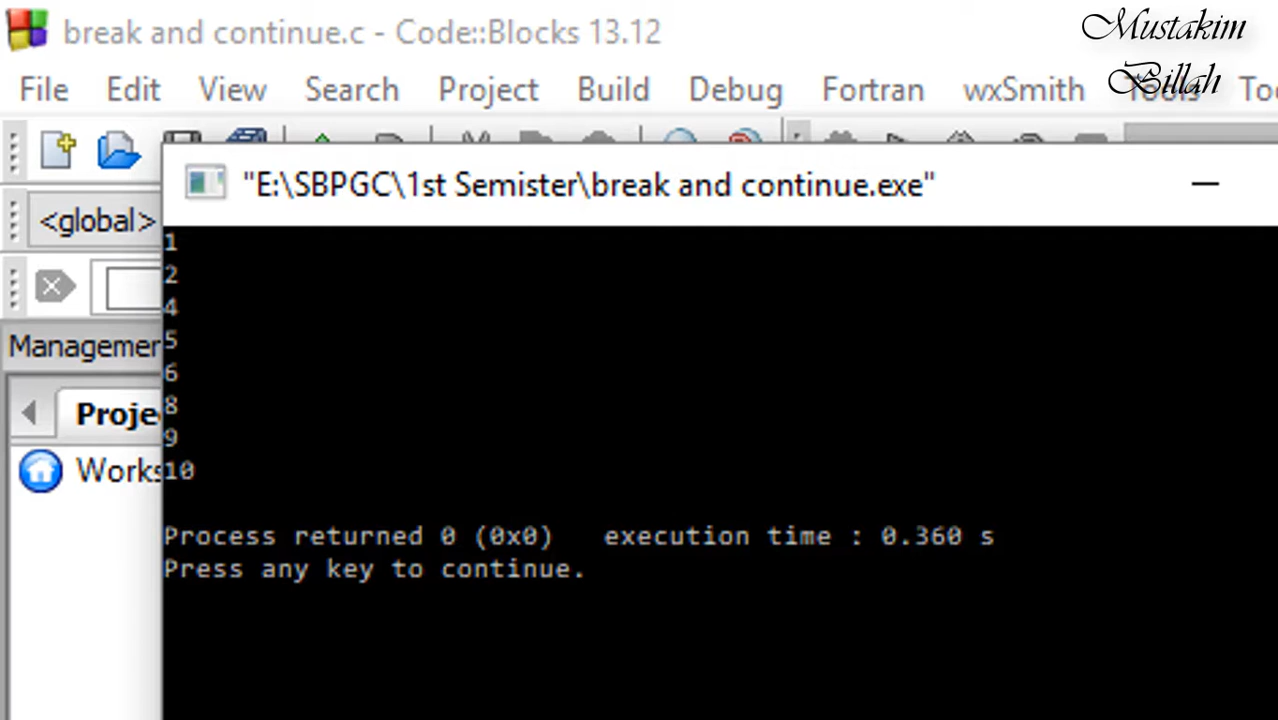 break and continue.c - Code::Blocks 13.12
Mustakim
Billah
File Edit View Search Project Build Debug Fortran wxSmith Tools
<global>
"E:\SBPGC\1st Semister\break and continue.exe"
1
2
4
5
6
8
9
10
Process returned 0 (0x0)   execution time : 0.360 s
Press any key to continue.